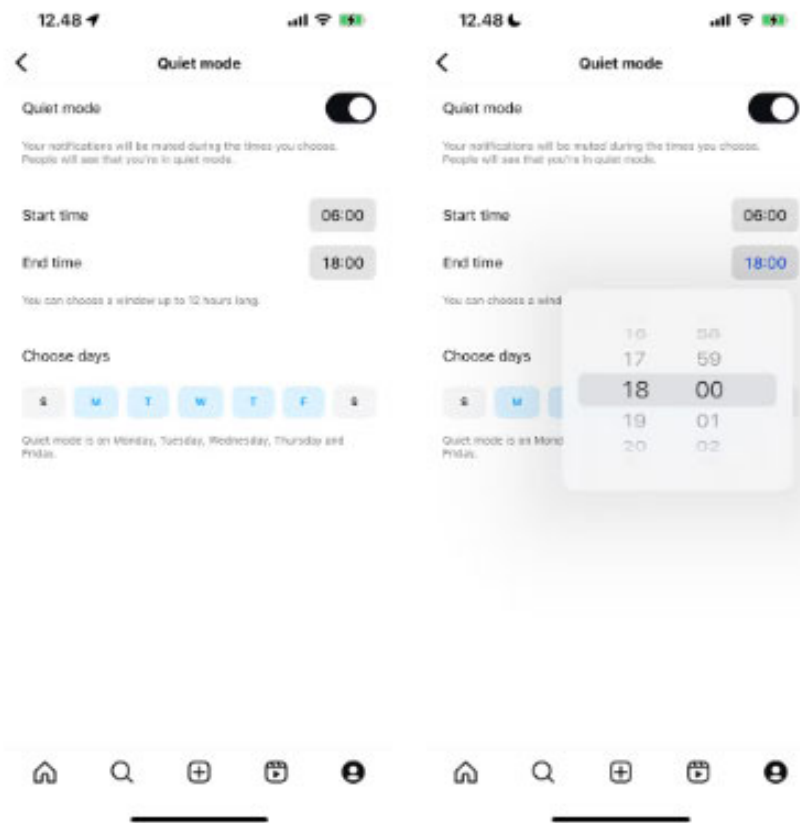 12.48
Quiet mode
Quiet mode
Your notifications will be muted during the times you choose.
People will see that you're in quiet mode.
Start time 06:00
End time 18:00
You can choose a window up to 12 hours long.
Choose days
S M T W T F S
Quiet mode is on Monday, Tuesday, Wednesday, Thursday and
Friday.
12.48
Quiet mode
Quiet mode
Your notifications will be muted during the times you choose.
People will see that you're in quiet mode.
Start time 06:00
End time 18:00
You can choose a wind
16 58
17 59
18 00
19 01
20 02
Choose days
S M
Quiet mode is on Mond
Friday.